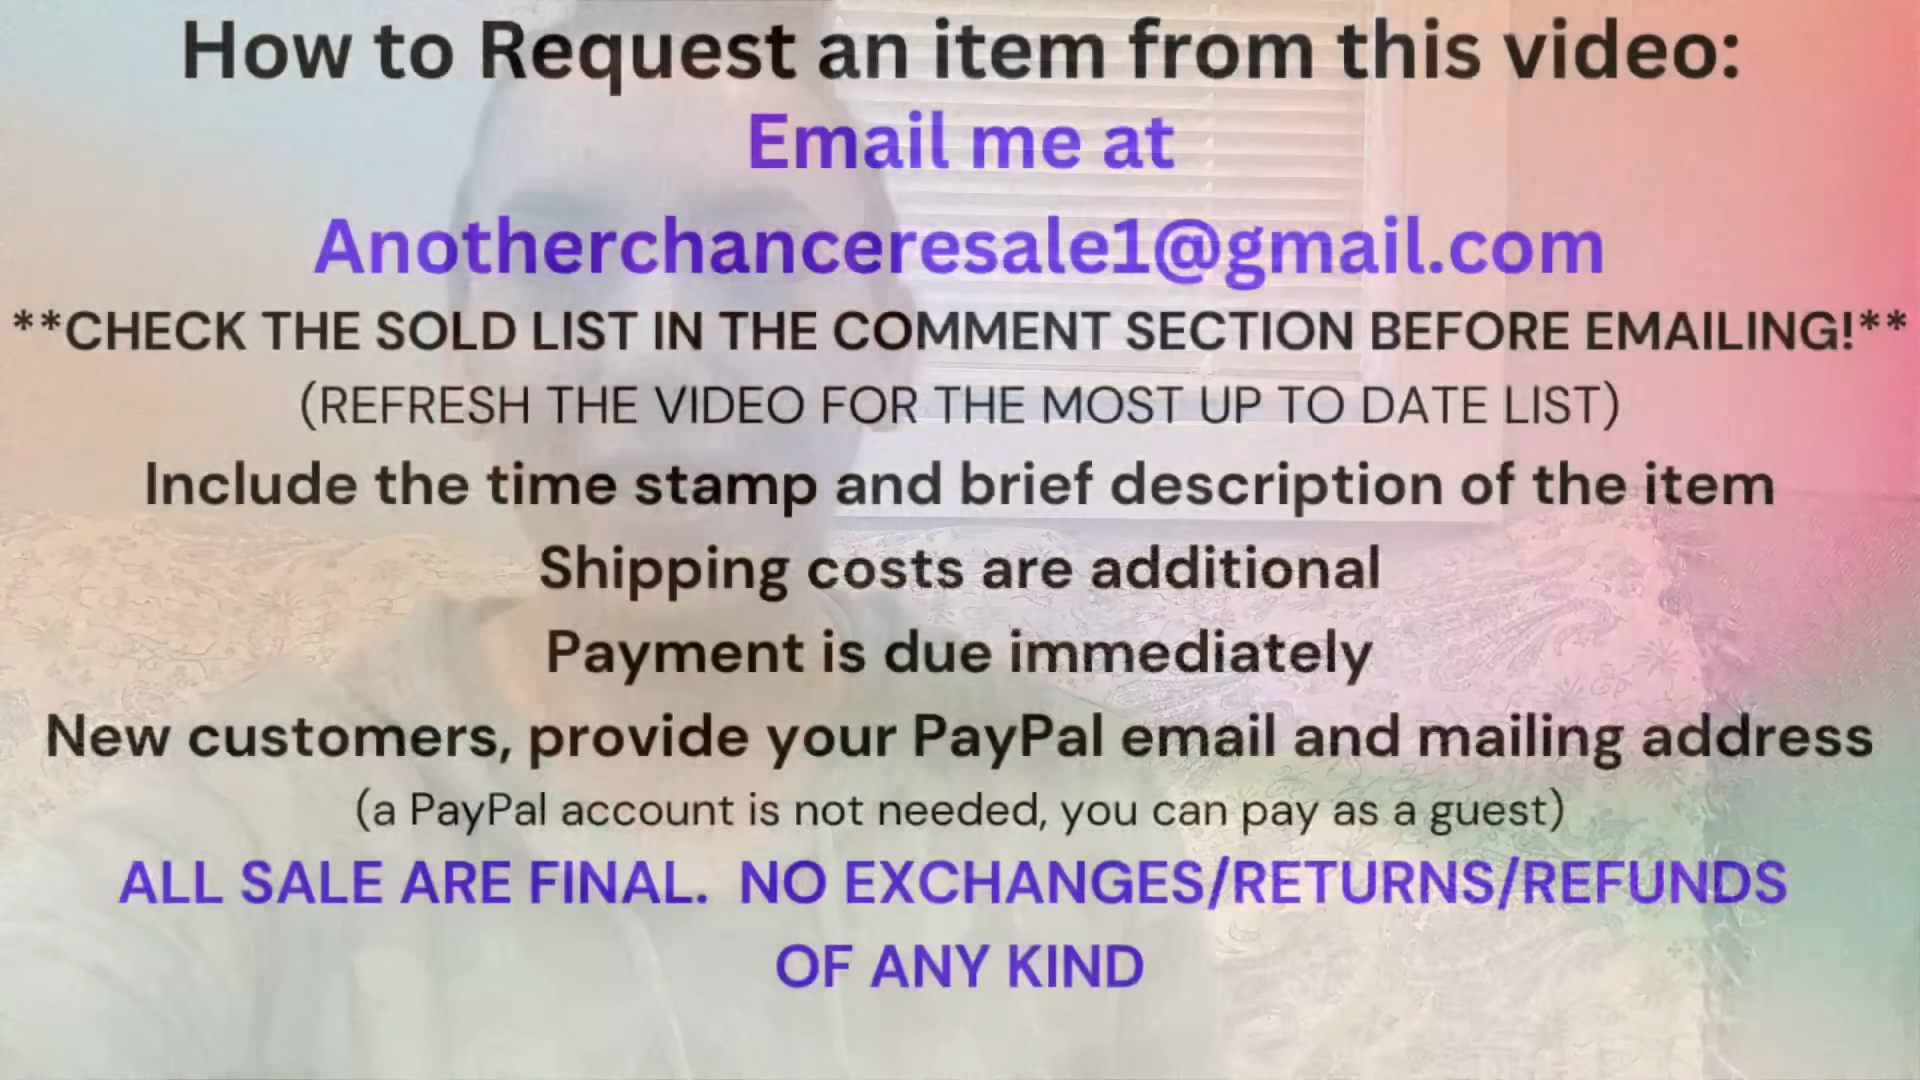 How to Request an item from this video:
Email me at
Anotherchanceresale1@gmail.com
**CHECK THE SOLD LIST IN THE COMMENT SECTION BEFORE EMAILING!**
(REFRESH THE VIDEO FOR THE MOST UP TO DATE LIST)
Include the time stamp and brief description of the item
Shipping costs are additional
Payment is due immediately
New customers, provide your PayPal email and mailing address
(a PayPal account is not needed, you can pay as a guest)
ALL SALE ARE FINAL. NO EXCHANGES/RETURNS/REFUNDS
OF ANY KIND